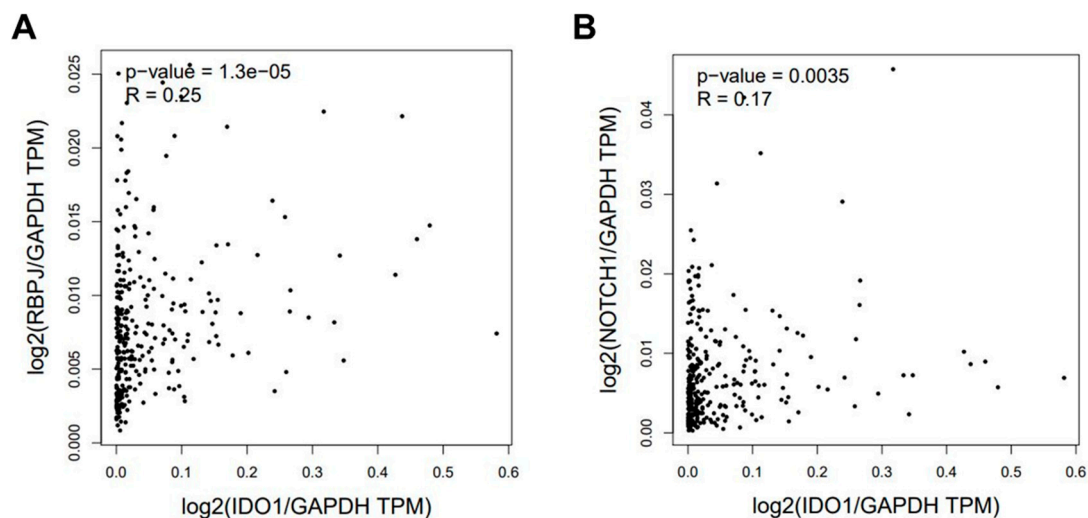 A
p-value = 1.3e−05
R = 0.25
log2(RBPJ/GAPDH TPM)
0.025
0.020
0.015
0.010
0.005
0.000
0.0 0.1 0.2 0.3 0.4 0.5 0.6
log2(IDO1/GAPDH TPM)
B
p-value = 0.0035
R = 0.17
log2(NOTCH1/GAPDH TPM)
0.04
0.03
0.02
0.01
0.00
0.0 0.1 0.2 0.3 0.4 0.5 0.6
log2(IDO1/GAPDH TPM)